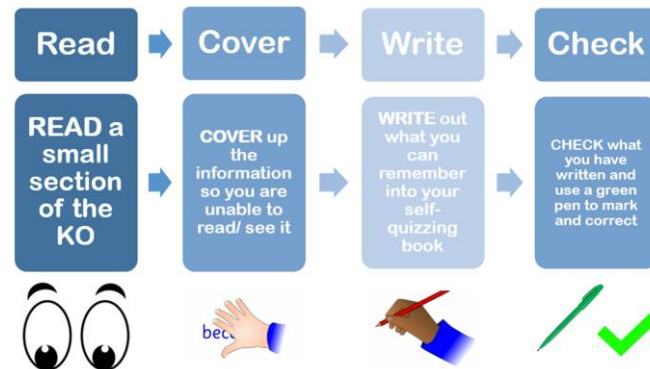 Read
Cover
Write
Check
READ a
small
section
of the
KO
COVER up
the
information
so you are
unable to
read/ see it
WRITE out
what you
can
remember
into your
self-
quizzing
book
CHECK what
you have
written and
use a green
pen to mark
and correct
bec